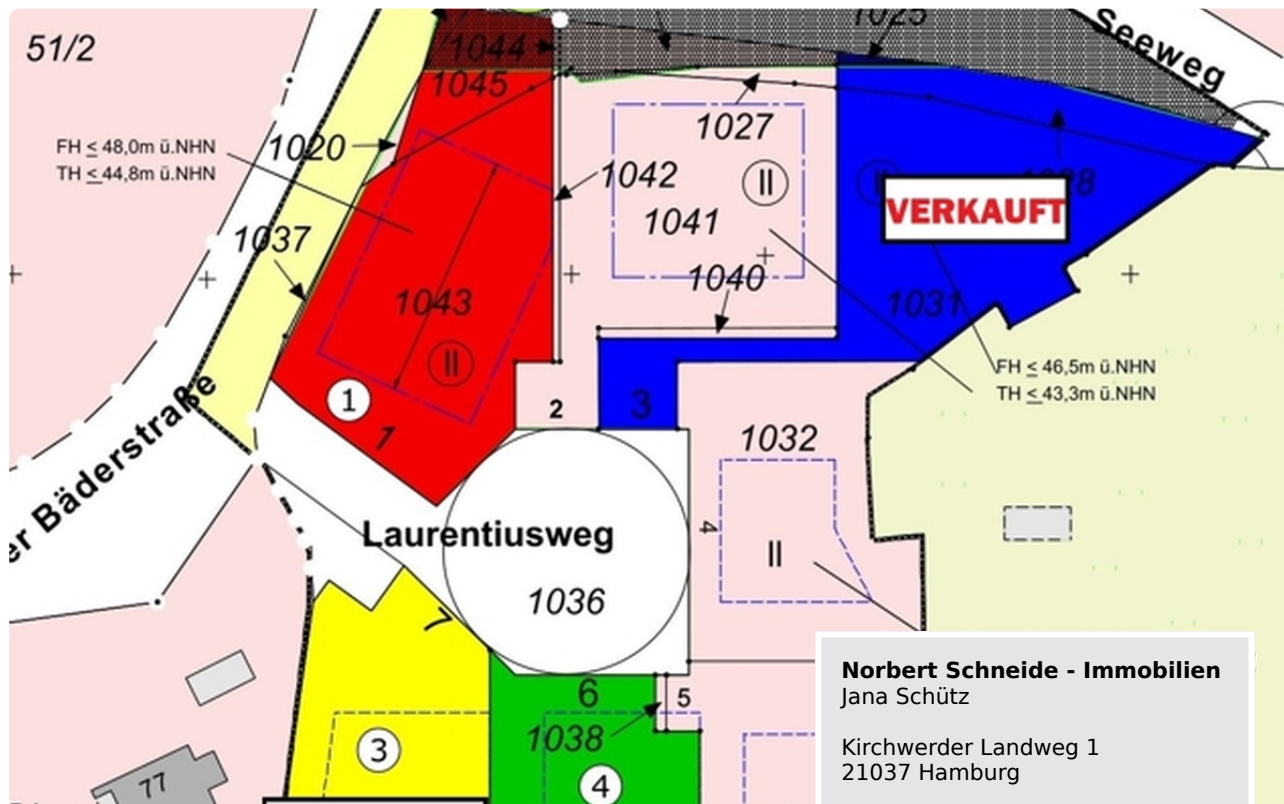 51/2
1044
1045
1025
Seeweg
FH ≤ 48,0m ü.NHN
TH ≤ 44,8m ü.NHN
1020
1027
1042
II
1041
VERKAUFT
1037
1040
1043
1031
II
FH ≤ 46,5m ü.NHN
TH ≤ 43,3m ü.NHN
1
1
2
3
1032
er Bäderstraße
4
Laurentiusweg
II
1036
7
6
5
1038
3
4
77
Norbert Schneide - Immobilien
Jana Schütz
Kirchwerder Landweg 1
21037 Hamburg